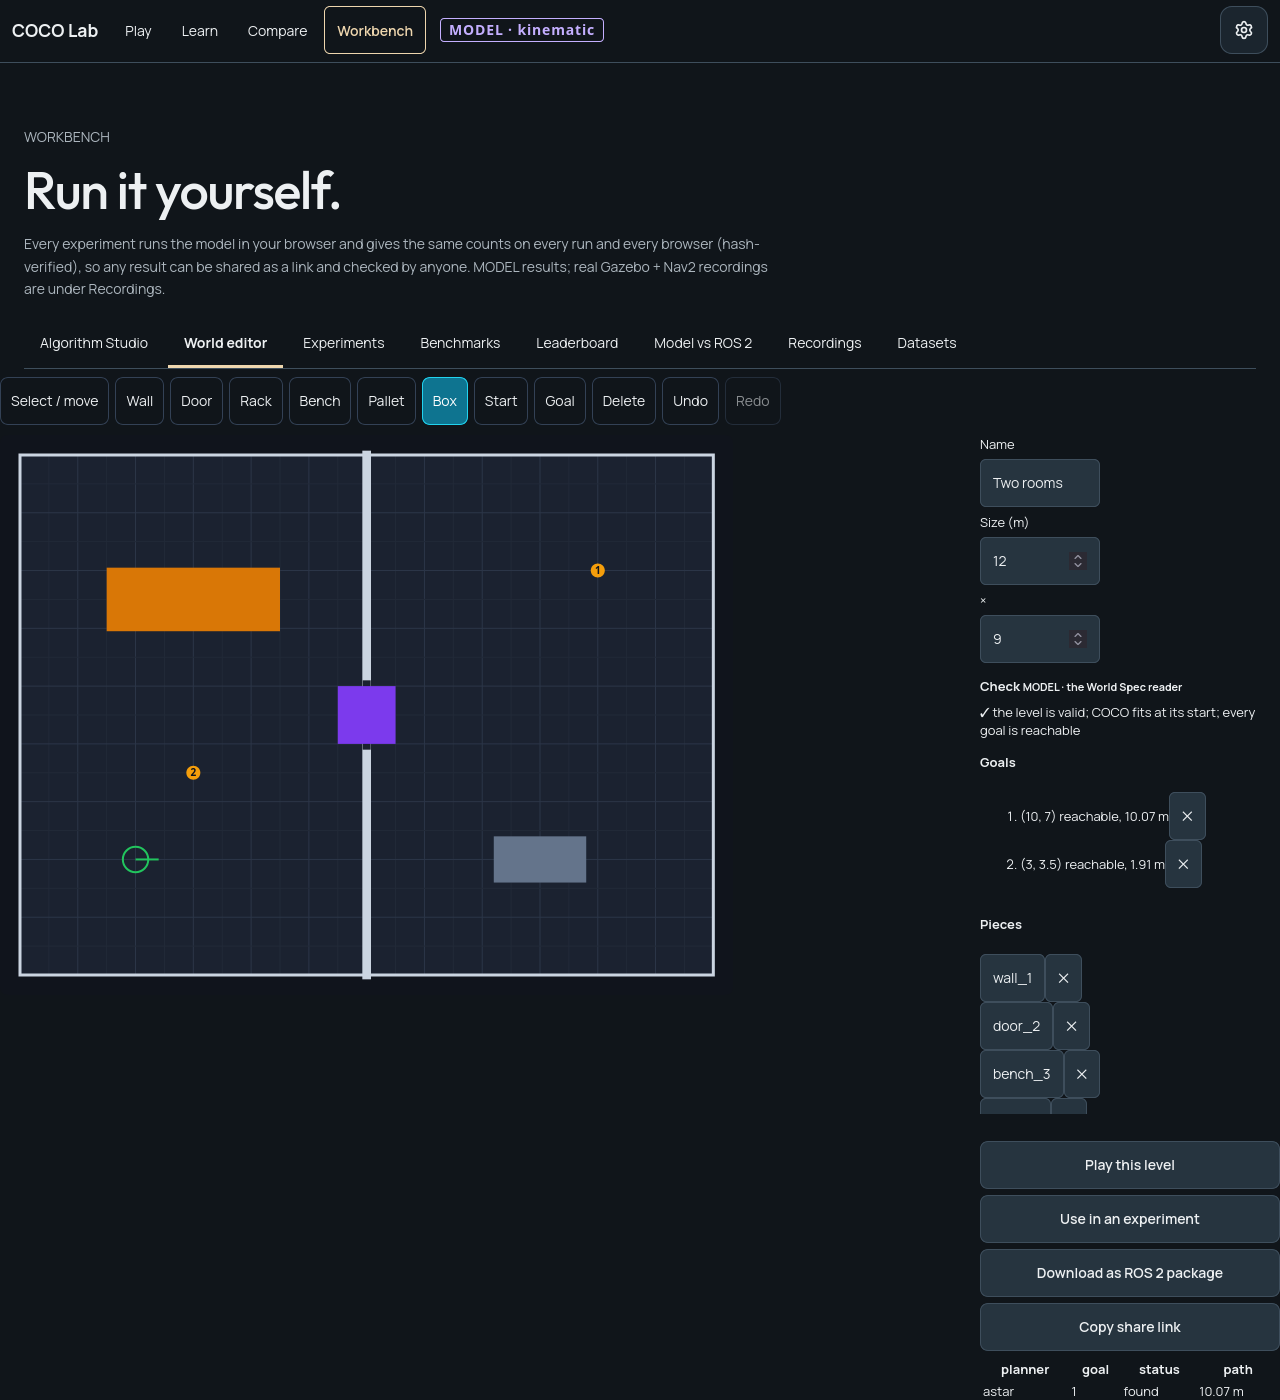 COCO Lab Play Learn Compare Workbench MODEL · kinematic
WORKBENCH
Run it yourself.
Every experiment runs the model in your browser and gives the same counts on every run and every browser (hash-
verified), so any result can be shared as a link and checked by anyone. MODEL results; real Gazebo + Nav2 recordings
are under Recordings.
Algorithm Studio World editor Experiments Benchmarks Leaderboard Model vs ROS 2 Recordings Datasets
Select / move Wall Door Rack Bench Pallet Box Start Goal Delete Undo Redo
1
2
Name
Two rooms
Size (m)
12
×
9
Check MODEL · the World Spec reader
✓ the level is valid; COCO fits at its start; every
goal is reachable
Goals
1. (10, 7) reachable, 10.07 m ×
2. (3, 3.5) reachable, 1.91 m ×
Pieces
wall_1 ×
door_2 ×
bench_3 ×
Play this level
Use in an experiment
Download as ROS 2 package
Copy share link
planner goal status path
astar 1 found 10.07 m